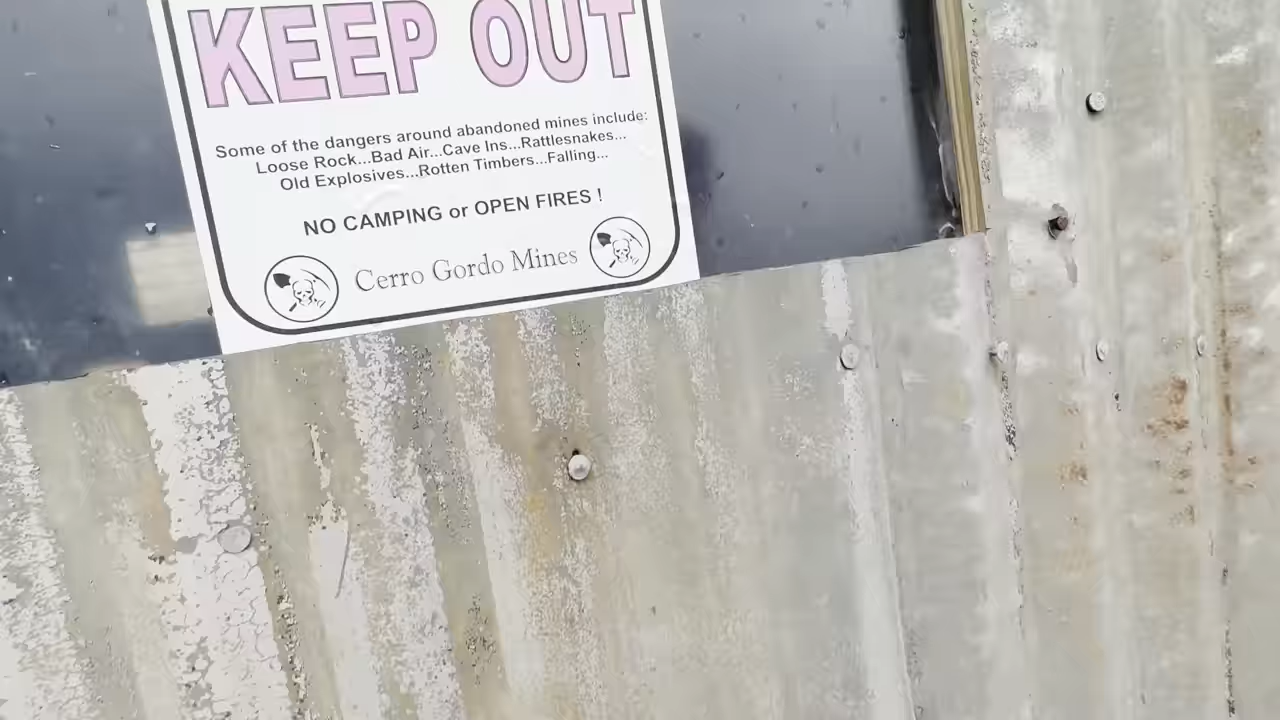 KEEP OUT
Some of the dangers around abandoned mines include:
Loose Rock...Bad Air...Cave Ins...Rattlesnakes...
Old Explosives...Rotten Timbers...Falling...
NO CAMPING or OPEN FIRES !
Cerro Gordo Mines